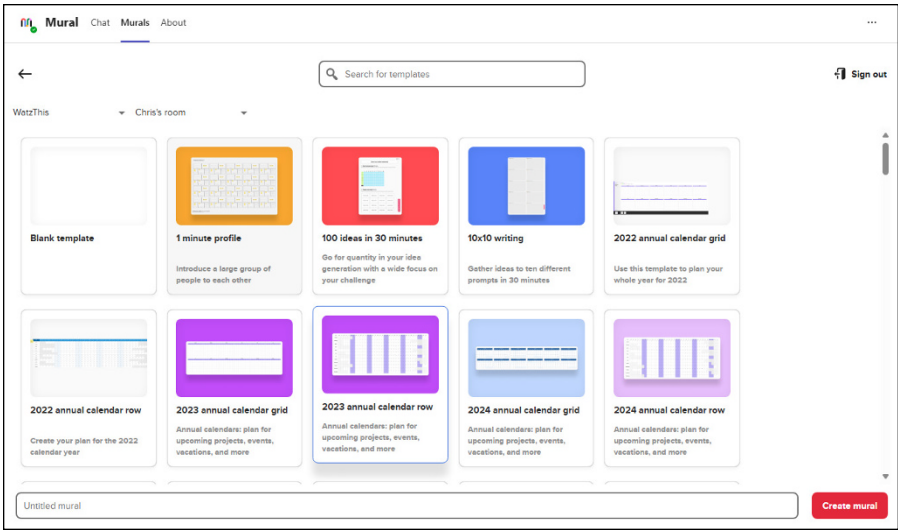 Mural Chat Murals About
Search for templates
Sign out
WatzThis Chris's room
Blank template
1 minute profile
Introduce a large group of
people to each other
100 ideas in 30 minutes
Go for quantity in your idea
generation with a wide focus on
your challenge
10x10 writing
Gather ideas to ten different
prompts in 30 minutes
2022 annual calendar grid
Use this template to plan your
whole year for 2022
2022 annual calendar row
Create your plan for the 2022
calendar year
2023 annual calendar grid
Annual calendars: plan for
upcoming projects, events,
vacations, and more
2023 annual calendar row
Annual calendars: plan for
upcoming projects, events,
vacations, and more
2024 annual calendar grid
Annual calendars: plan for
upcoming projects, events,
vacations, and more
2024 annual calendar row
Annual calendars: plan for
upcoming projects, events,
vacations, and more
Untitled mural
Create mural